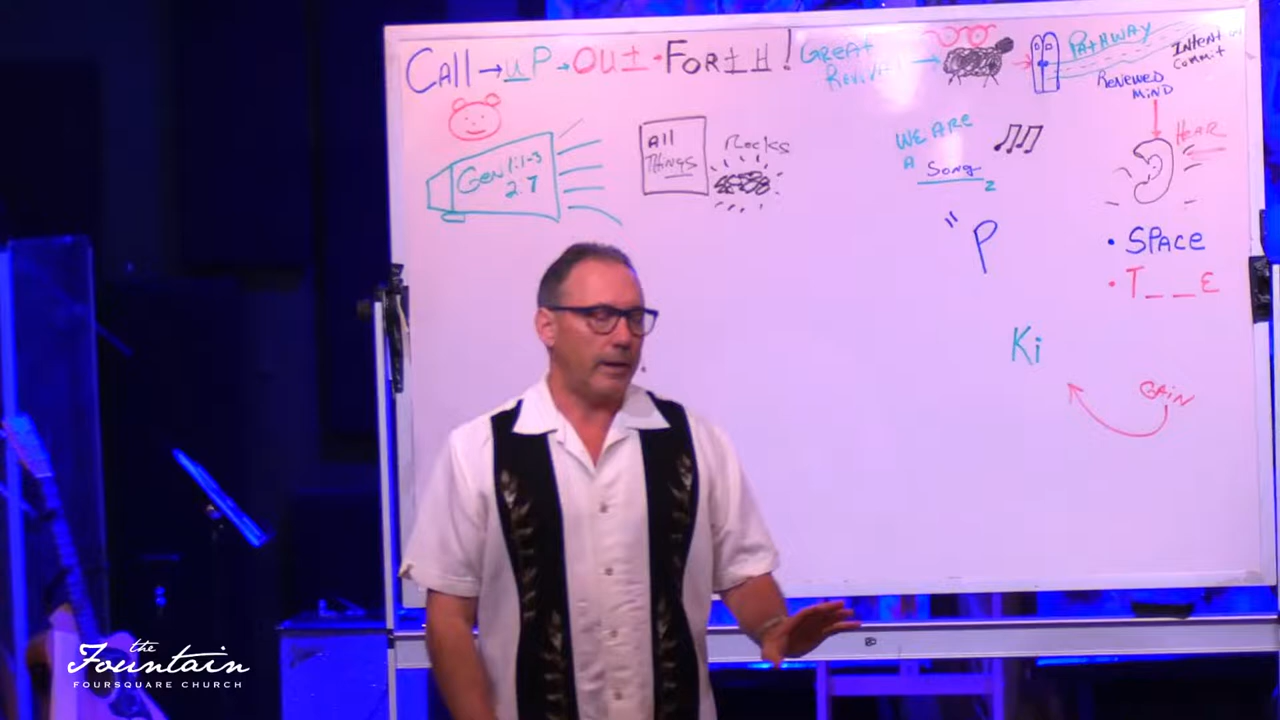 CAll → uP → OUt • FORtH!
GREAT
REVIVAL
PATHWAY
INTENT
COMMIT
RENEWED
MiND
HEAR
Gen 1:1-3
2:7
All
THINGS
Rocks
WE ARE
A Song
• SPACE
• T _ _ E
" P
Ki
GAIN
the
Fountain
FOURSQUARE CHURCH